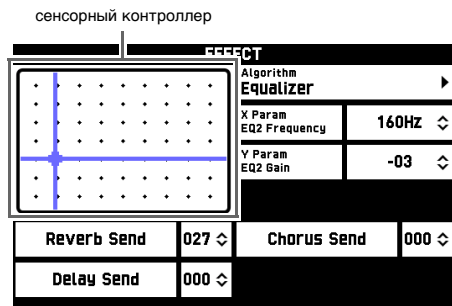 сенсорный контроллер
EFFECT
Algorithm
Equalizer
X Param
EQ2 Frequency
160Hz
Y Param
EQ2 Gain
-03
Reverb Send
027
Chorus Send
000
Delay Send
000